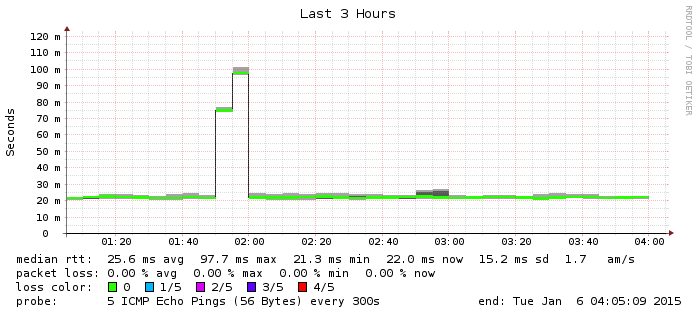 Last 3 Hours
RRDTOOL / TOBI OETIKER
Seconds
120 m
110 m
100 m
90 m
80 m
70 m
60 m
50 m
40 m
30 m
20 m
10 m
0
01:20 01:40 02:00 02:20 02:40 03:00 03:20 03:40 04:00
median rtt: 25.6 ms avg 97.7 ms max 21.3 ms min 22.0 ms now 15.2 ms sd 1.7 am/s
packet loss: 0.00 % avg 0.00 % max 0.00 % min 0.00 % now
loss color: 0 1/5 2/5 3/5 4/5
probe: 5 ICMP Echo Pings (56 Bytes) every 300s end: Tue Jan 6 04:05:09 2015